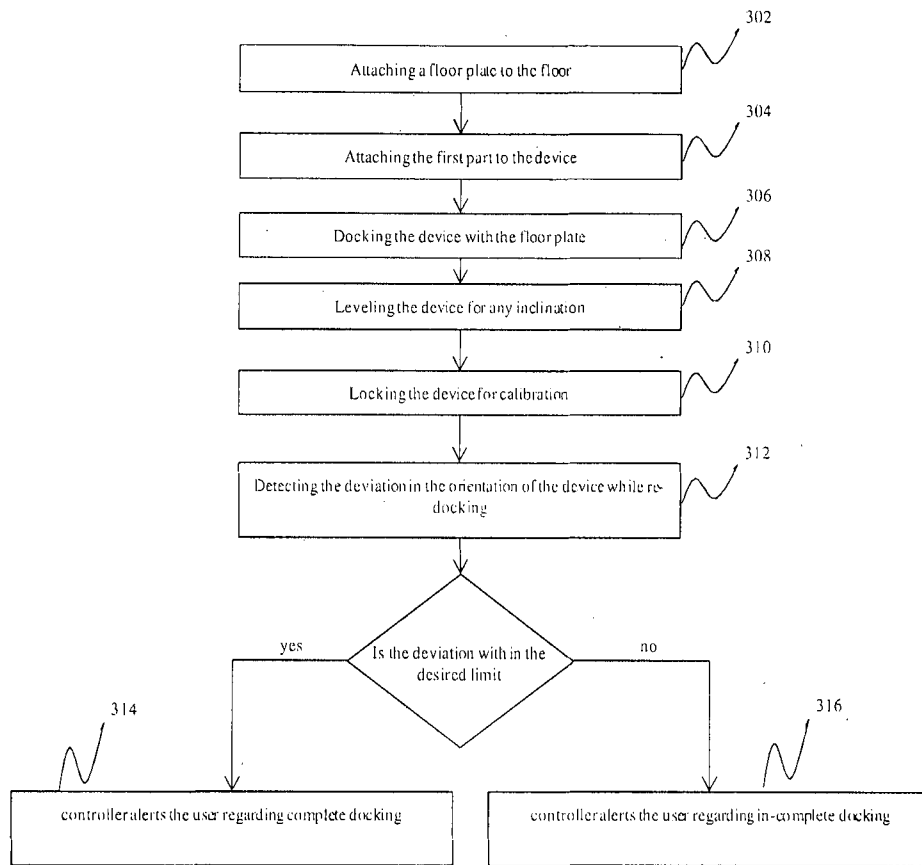 302
Attaching a floor plate to the floor
304
Attaching the first part to the device
306
Docking the device with the floor plate
308
Leveling the device for any inclination
310
Locking the device for calibration
312
Detecting the deviation in the orientation of the device while re-
docking
yes
Is the deviation with in the
desired limit
no
314
316
controller alerts the user regarding complete docking
controller alerts the user regarding in-complete docking